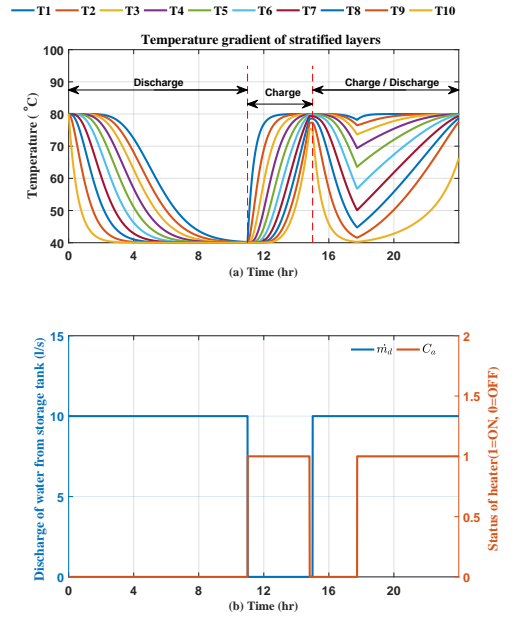 T1 T2 T3 T4 T5 T6 T7 T8 T9 T10
Temperature gradient of stratified layers
100
90
80
70
60
50
40
Temperature ( °C)
Discharge
Charge
Charge / Discharge
0 4 8 12 16 20
(a) Time (hr)
15
10
5
0
Discharge of water from storage tank (l/s)
ṁ_d C_a
2
1.5
1
0.5
0
Status of heater(1=ON, 0=OFF)
0 4 8 12 16 20
(b) Time (hr)